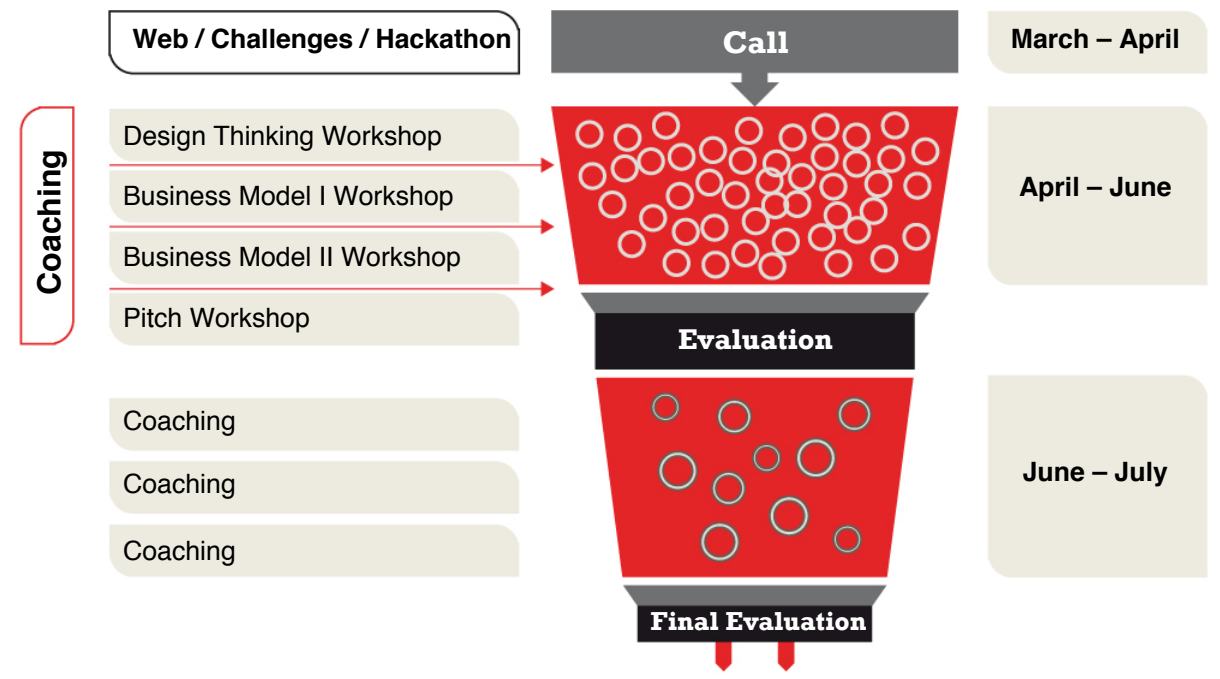 Web / Challenges / Hackathon
Call
March – April
Coaching
Design Thinking Workshop
Business Model I Workshop
Business Model II Workshop
Pitch Workshop
April – June
Evaluation
Coaching
Coaching
Coaching
June – July
Final Evaluation